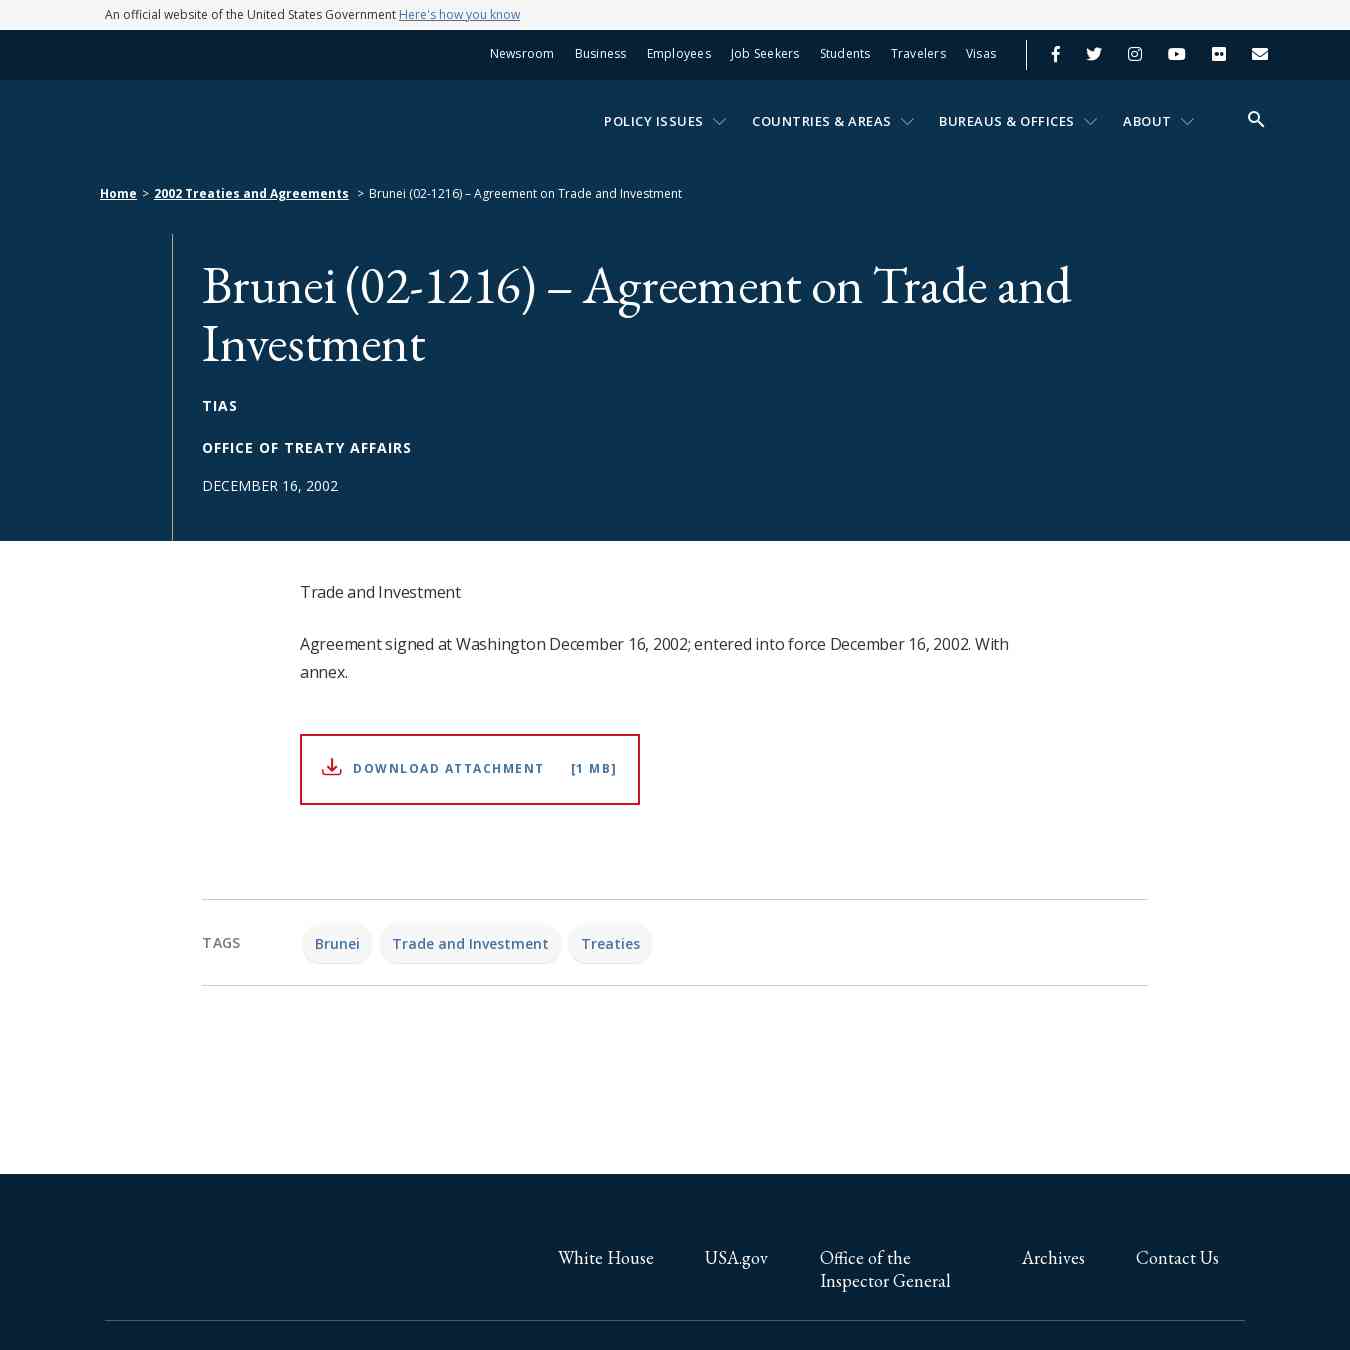 An official website of the United States Government Here's how you know
Newsroom Business Employees Job Seekers Students Travelers Visas
POLICY ISSUES COUNTRIES & AREAS BUREAUS & OFFICES ABOUT
Home > 2002 Treaties and Agreements > Brunei (02-1216) – Agreement on Trade and Investment
Brunei (02-1216) – Agreement on Trade and
Investment
TIAS
OFFICE OF TREATY AFFAIRS
DECEMBER 16, 2002
Trade and Investment
Agreement signed at Washington December 16, 2002; entered into force December 16, 2002. With
annex.
DOWNLOAD ATTACHMENT [1 MB]
TAGS Brunei Trade and Investment Treaties
White House USA.gov Office of the Archives Contact Us
Inspector General